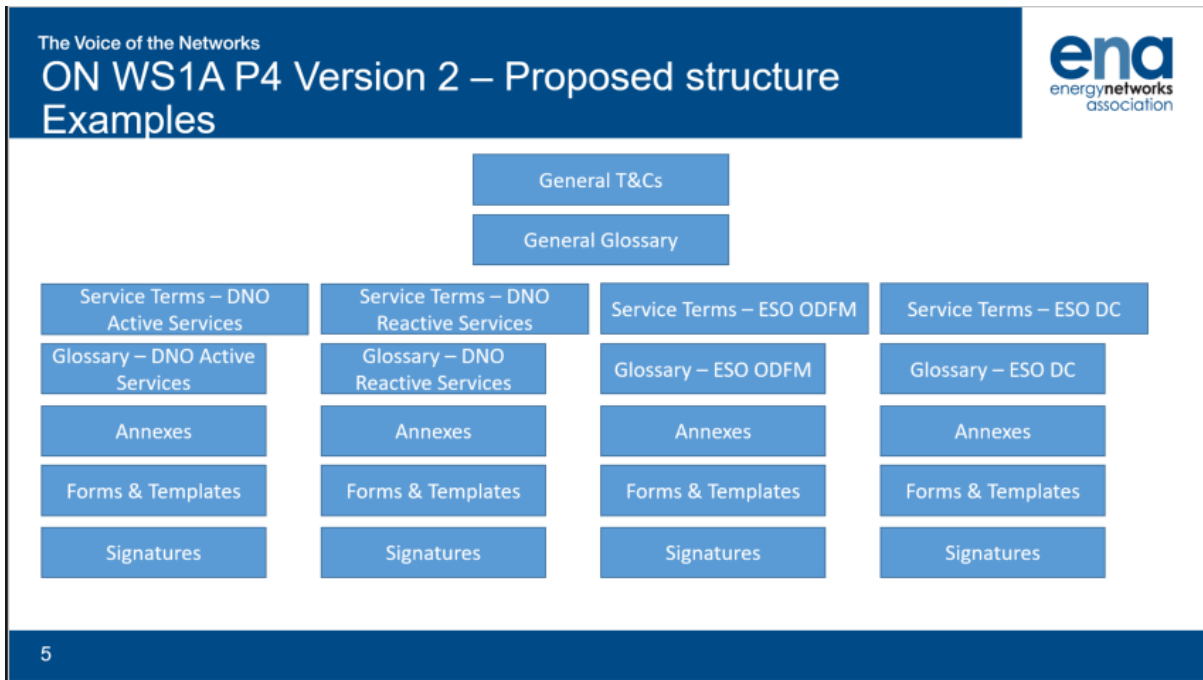 The Voice of the Networks
ON WS1A P4 Version 2 – Proposed structure
Examples
ena
energynetworks
association
General T&Cs
General Glossary
Service Terms – DNO
Active Services
Service Terms – DNO
Reactive Services
Service Terms – ESO ODFM
Service Terms – ESO DC
Glossary – DNO Active
Services
Glossary – DNO
Reactive Services
Glossary – ESO ODFM
Glossary – ESO DC
Annexes
Annexes
Annexes
Annexes
Forms & Templates
Forms & Templates
Forms & Templates
Forms & Templates
Signatures
Signatures
Signatures
Signatures
5